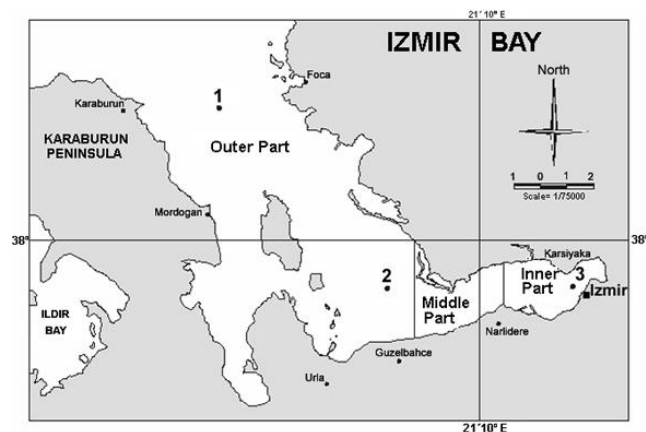 21°10' E
IZMIR BAY
Foca
North
1
Karaburun
KARABURUN
PENINSULA
Outer Part
1 0 1 2
Scale= 1/75000
Mordogan
38°
38°
Karsiyaka
2
Inner
Part
3
Izmir
ILDIR
BAY
Middle
Part
Narlidere
Guzelbahce
Urla
21°10' E